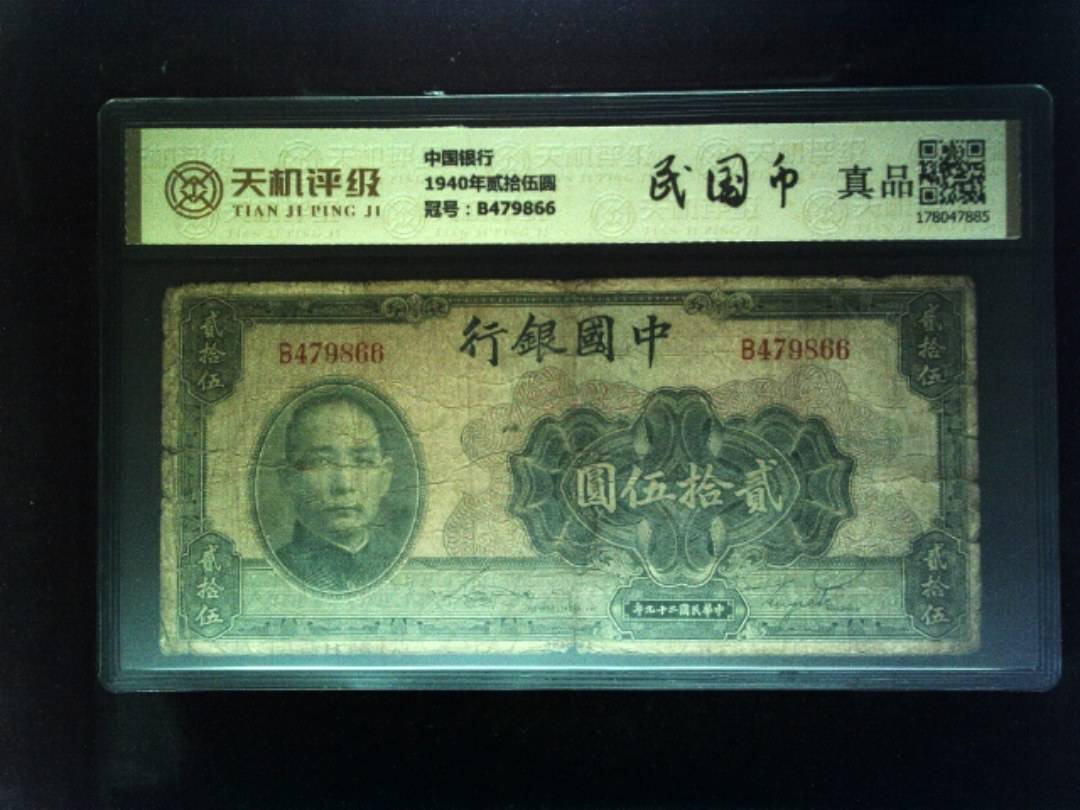 天机评级
TIAN JI PING JI
中国银行
1940年贰拾伍圆
冠号：B479866
民国币
真品
178047885
貳拾伍
貳拾伍
行銀國中
B479866
B479866
圓伍拾貳
貳拾伍
貳拾伍
年九十二國民華中